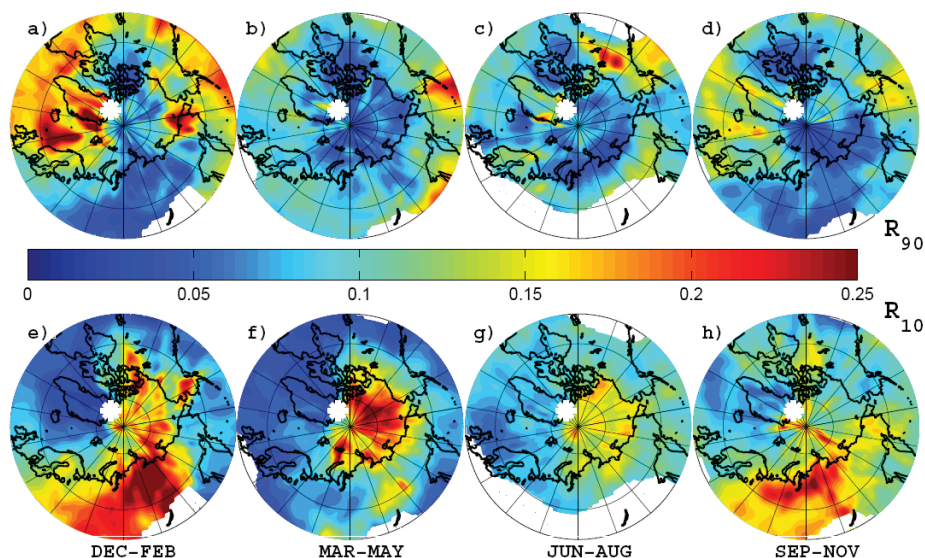 a) b) c) d)
R90
0 0.05 0.1 0.15 0.2 0.25
R10
e) f) g) h)
DEC-FEB MAR-MAY JUN-AUG SEP-NOV